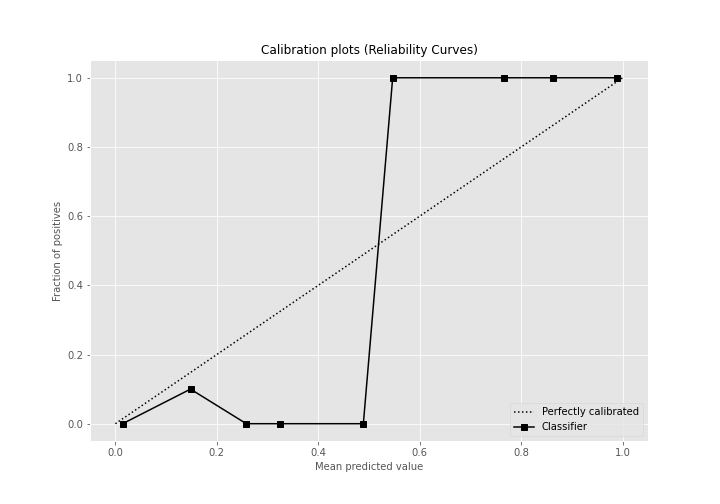 Calibration plots (Reliability Curves)
1.0
0.8
0.6
0.4
0.2
0.0
Fraction of positives
0.0 0.2 0.4 0.6 0.8 1.0
Mean predicted value
Perfectly calibrated
Classifier